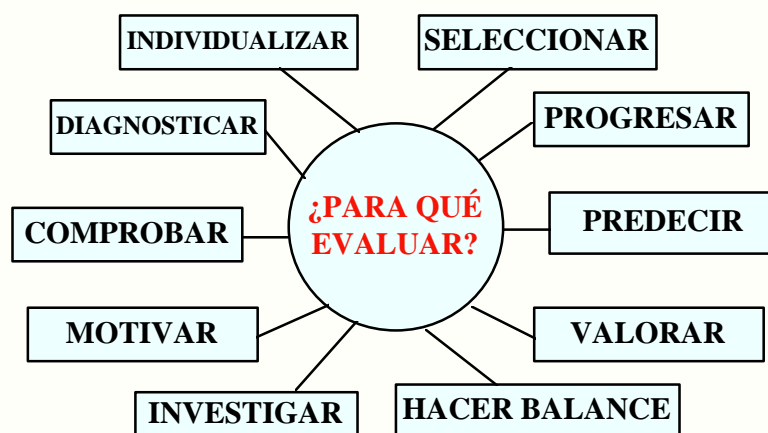 INDIVIDUALIZAR
SELECCIONAR
DIAGNOSTICAR
PROGRESAR
¿PARA QUÉ
EVALUAR?
COMPROBAR
PREDECIR
MOTIVAR
VALORAR
INVESTIGAR
HACER BALANCE